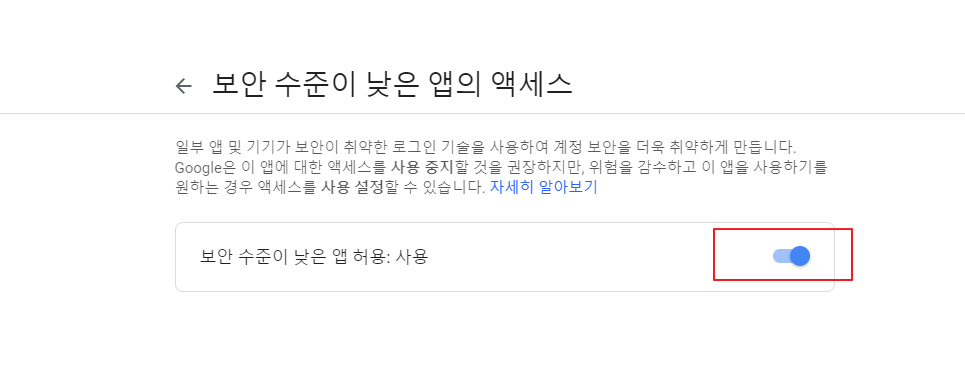 보안 수준이 낮은 앱의 액세스
일부 앱 및 기기가 보안이 취약한 로그인 기술을 사용하여 계정 보안을 더욱 취약하게 만듭니다.
Google은 이 앱에 대한 액세스를 사용 중지할 것을 권장하지만, 위험을 감수하고 이 앱을 사용하기를
원하는 경우 액세스를 사용 설정할 수 있습니다. 자세히 알아보기
보안 수준이 낮은 앱 허용: 사용